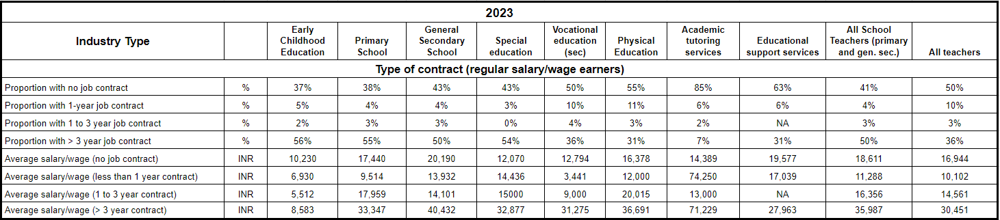 2023
Industry Type Early Childhood Education Primary School General Secondary School Special education Vocational education (sec) Physical Education Academic tutoring services Educational support services All School Teachers (primary and gen. sec.) All teachers
Type of contract (regular salary/wage earners)
Proportion with no job contract % 37% 38% 43% 43% 50% 55% 85% 63% 41% 50%
Proportion with 1-year job contract % 5% 4% 4% 3% 10% 11% 6% 6% 4% 10%
Proportion with 1 to 3 year job contract % 2% 3% 3% 0% 4% 3% 2% NA 3% 3%
Proportion with > 3 year job contract % 56% 55% 50% 54% 36% 31% 7% 31% 50% 36%
Average salary/wage (no job contract) INR 10,230 17,440 20,190 12,070 12,794 16,378 14,389 19,577 18,611 16,944
Average salary/wage (less than 1 year contract) INR 6,930 9,514 13,932 14,436 3,441 12,000 74,250 17,039 11,288 10,102
Average salary/wage (1 to 3 year contract) INR 5,512 17,959 14,101 15000 9,000 20,015 13,000 NA 16,356 14,561
Average salary/wage (> 3 year contract) INR 8,583 33,347 40,432 32,877 31,275 36,691 71,229 27,963 35,987 30,451